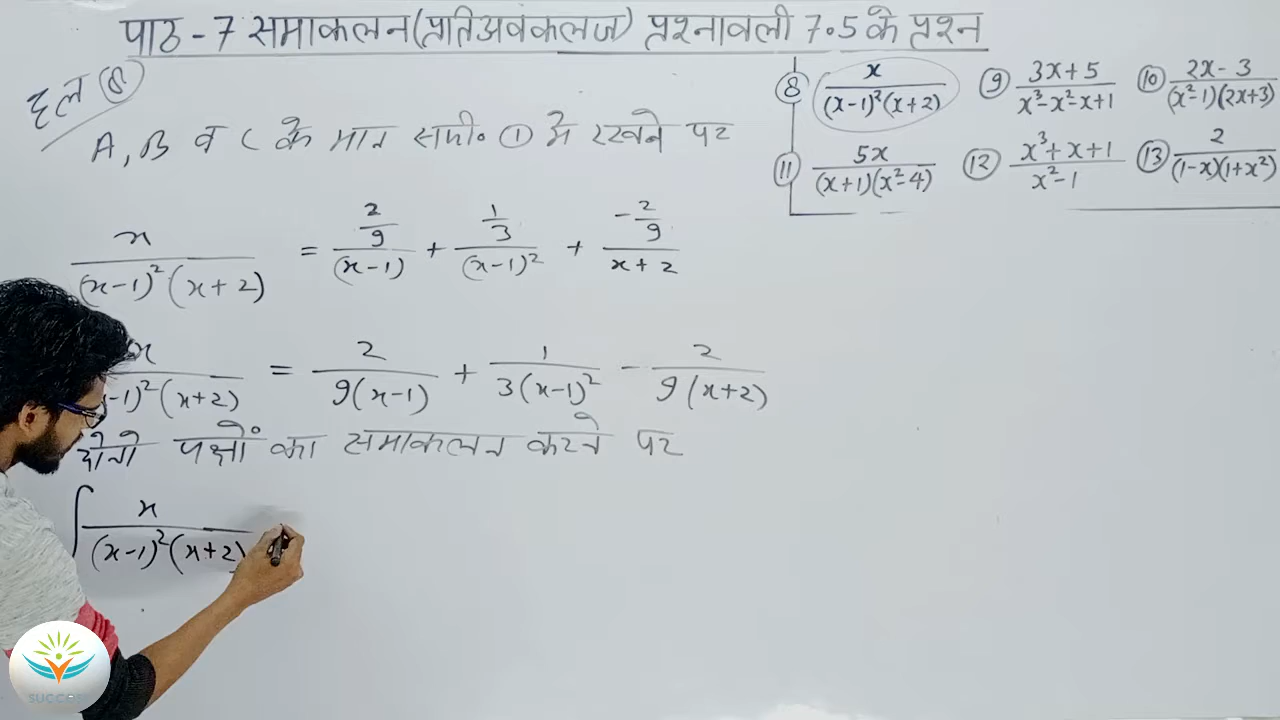 पाठ - 7 समाकलन (प्रतिअवकलज) प्रश्नावली 7.5 के प्रश्न
हल ⑧
⑧ x/((x-1)²(x+2)) ⑨ (3x+5)/(x³-x²-x+1) ⑩ (2x-3)/((x²-1)(2x+3))
⑪ 5x/((x+1)(x²-4)) ⑫ (x³+x+1)/(x²-1) ⑬ 2/((1-x)(1+x²))
A, B व C के मान समी० ① मे रखने पर
x/((x-1)²(x+2)) = (2/9)/(x-1) + (1/3)/(x-1)² + (-2/9)/(x+2)
x/(-1)²(x+2) = 2/(9(x-1)) + 1/(3(x-1)²) - 2/(9(x+2))
दोनो पक्षों का समाकलन करने पर
∫ x/((x-1)²(x+2)
SUCCE